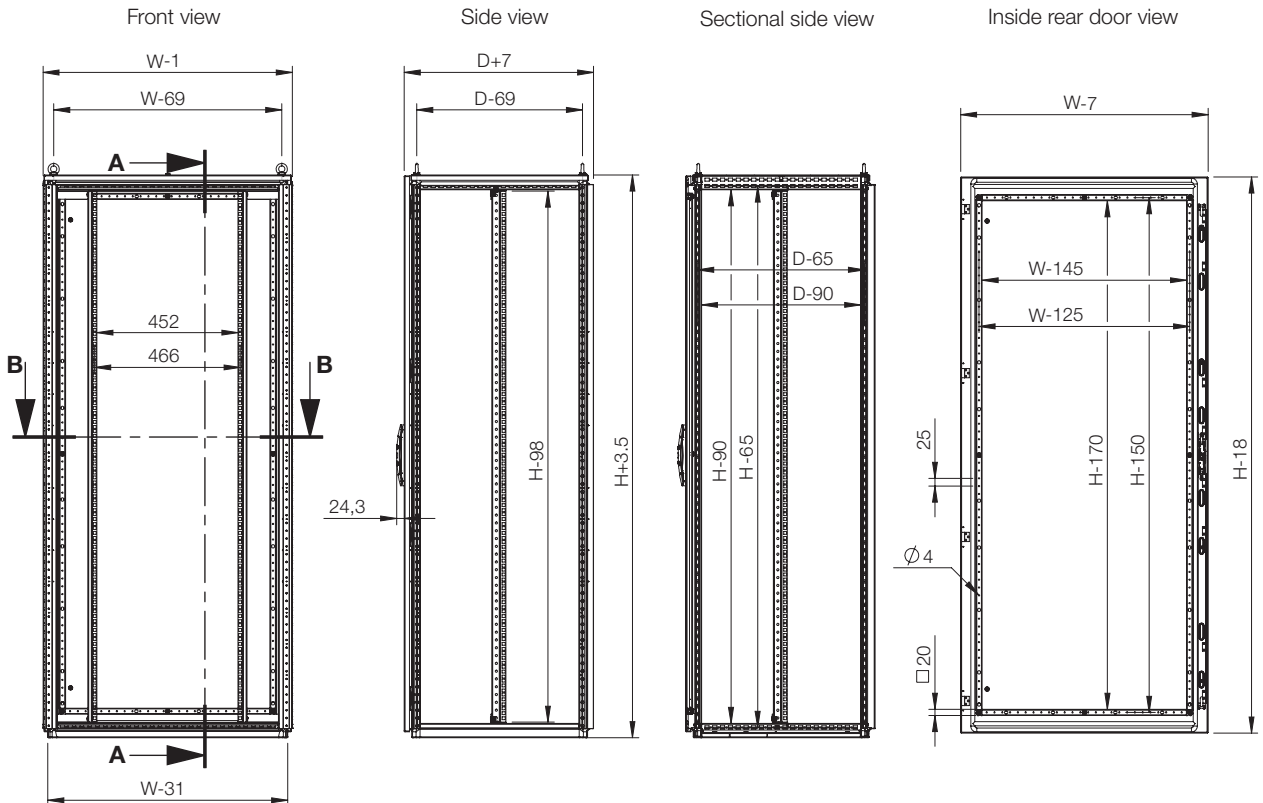 Front view
Side view
Sectional side view
Inside rear door view
W-1
W-69
A
452
466
B
B
A
W-31
D+7
D-69
H-98
H+3.5
24,3
D-65
D-90
H-90
H-65
W-7
W-145
W-125
25
H-170
H-150
H-18
Ø 4
□ 20